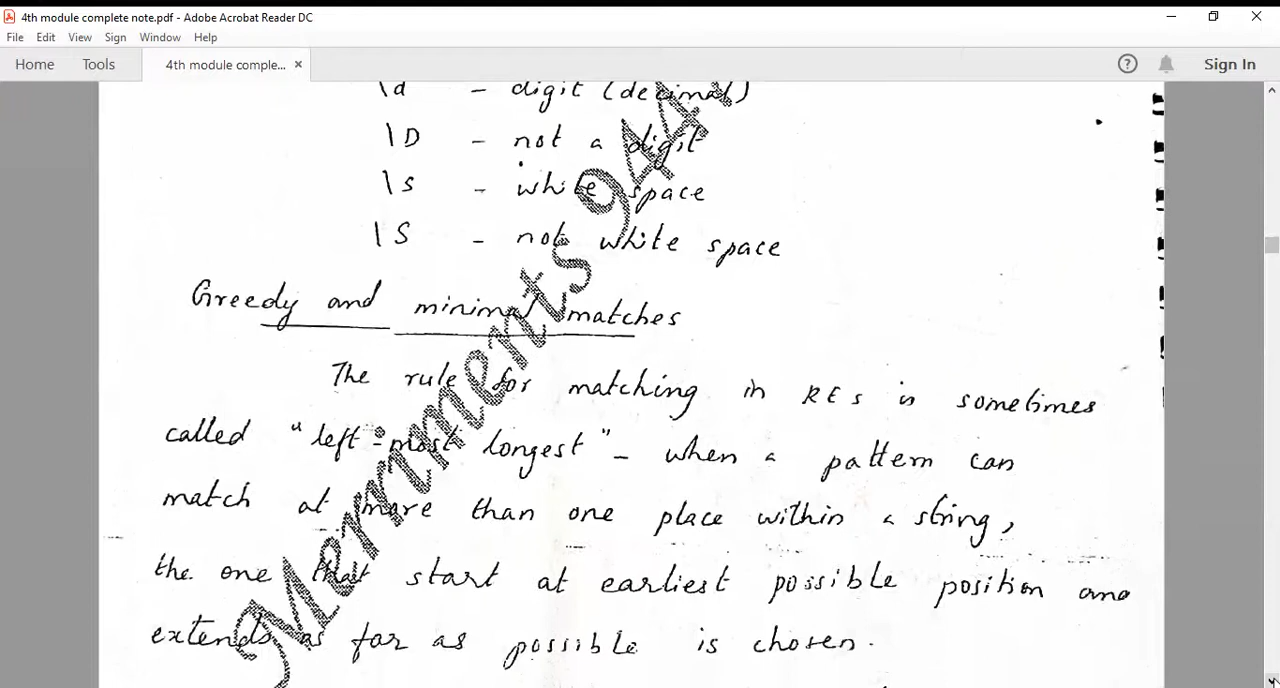 4th module complete note.pdf - Adobe Acrobat Reader DC
File Edit View Sign Window Help
Home Tools 4th module comple... × ? Sign In
\d - digit (decimal)
\D - not a digit
\s - white space
\S - not white space
Greedy and minimal matches
The rule for matching in REs is sometimes
called "left-most longest" - when a pattern can
match at more than one place within a string,
the one that start at earliest possible position and
extends as far as possible is chosen.
Merriments 944